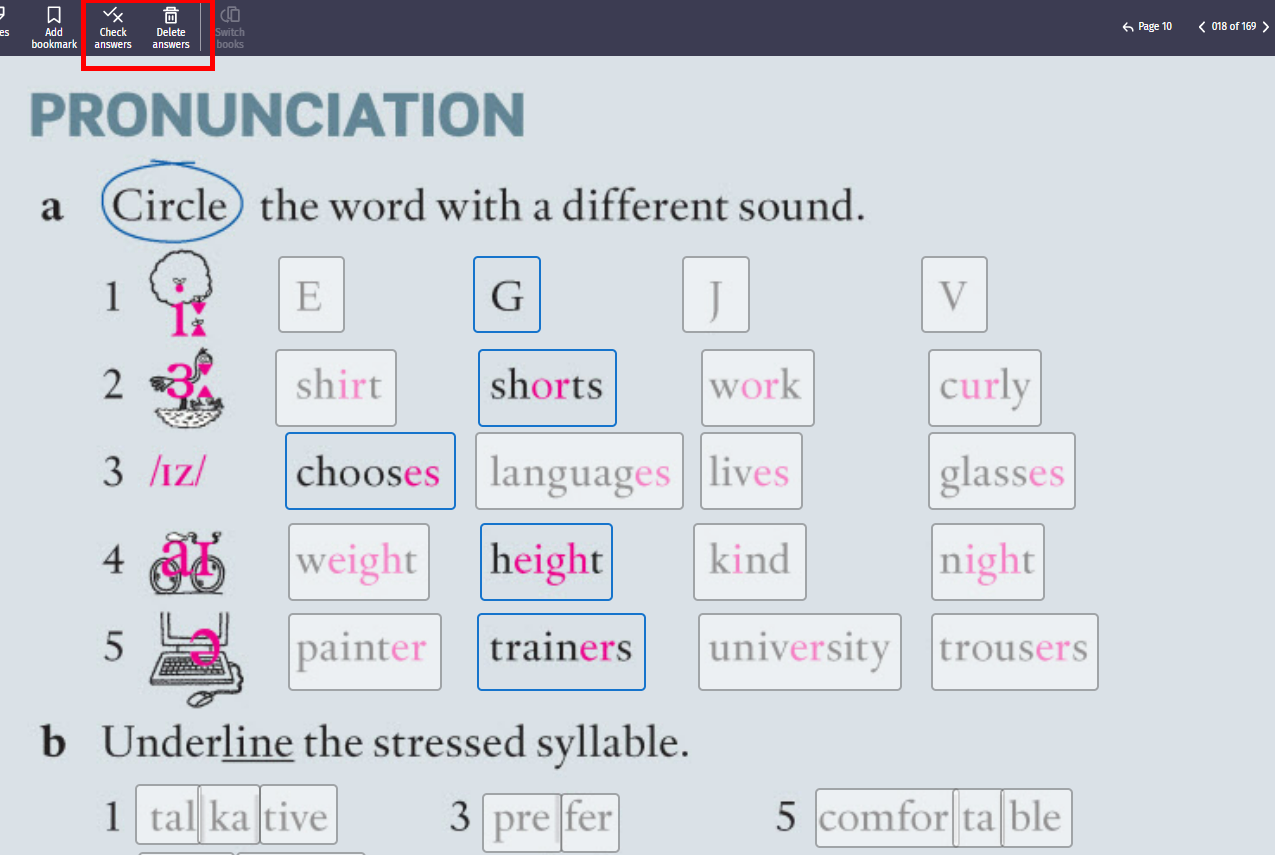 es Add bookmark Check answers Delete answers Switch books Page 10 018 of 169
PRONUNCIATION
a Circle the word with a different sound.
1 iː E G J V
2 ɜː shirt shorts work curly
3 /ɪz/ chooses languages lives glasses
4 aɪ weight height kind night
5 ə painter trainers university trousers
b Underline the stressed syllable.
1 tal ka tive 3 pre fer 5 comfor ta ble